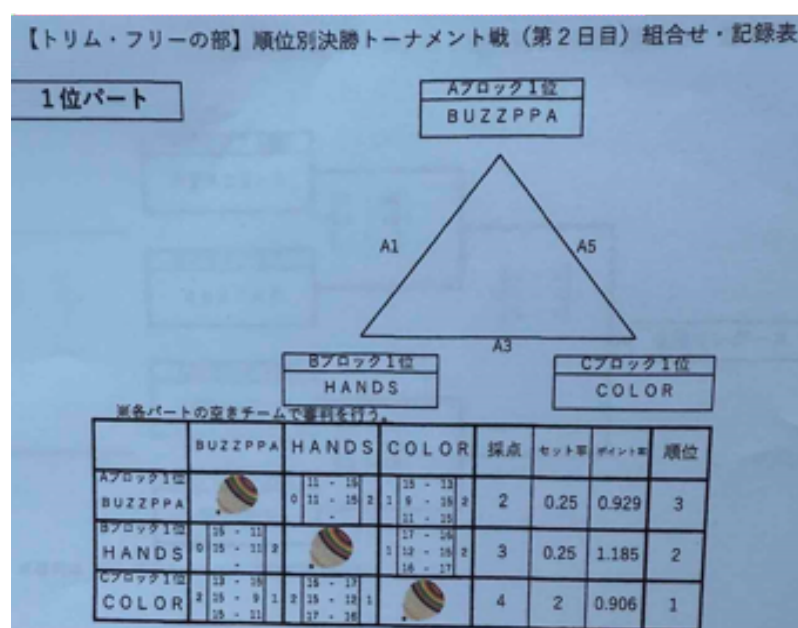 【トリム・フリーの部】順位別決勝トーナメント戦（第２日目）組合せ・記録表
１位パート
Aブロック１位
BUZZPPA
A1
A5
A3
Bブロック１位
HANDS
Cブロック１位
COLOR
※各パートの空きチームで審判を行う。
BUZZPPA HANDS COLOR 採点 セット率 ポイント率 順位
Aブロック１位
BUZZPPA 0 11 - 15 2 1 9 - 15 2 2 0.25 0.929 3
11 - 15
15 - 13
11 - 15
Bブロック１位
HANDS 0 15 - 11 2 1 12 - 15 2 3 0.25 1.185 2
15 - 11
17 - 16
16 - 17
Cブロック１位
COLOR 2 15 - 9 1 2 15 - 12 1 4 2 0.906 1
13 - 15
15 - 11
15 - 17
17 - 16